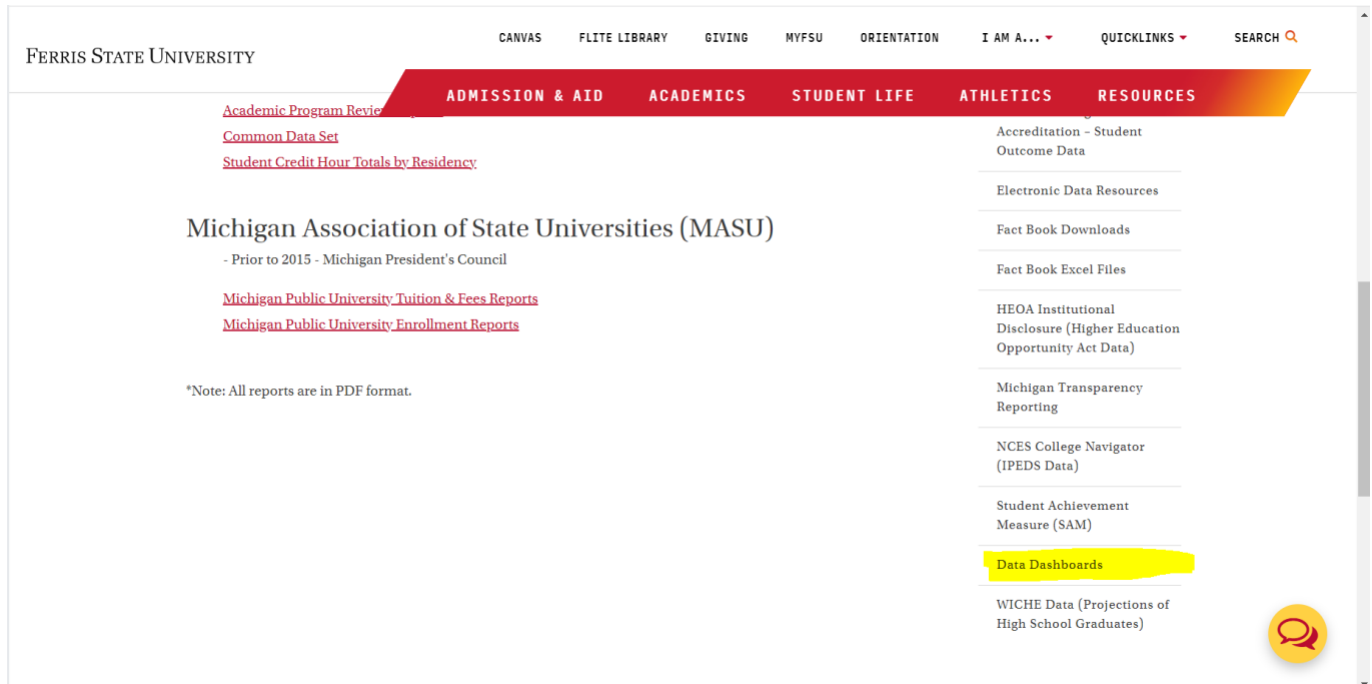 FERRIS STATE UNIVERSITY
CANVAS FLITE LIBRARY GIVING MYFSU ORIENTATION I AM A... QUICKLINKS SEARCH
ADMISSION & AID ACADEMICS STUDENT LIFE ATHLETICS RESOURCES
Academic Program
Common Data Set
Student Credit Hour Totals by Residency
Michigan Association of State Universities (MASU)
- Prior to 2015 - Michigan President's Council
Michigan Public University Tuition & Fees Reports
Michigan Public University Enrollment Reports
*Note: All reports are in PDF format.
Accreditation – Student
Outcome Data
Electronic Data Resources
Fact Book Downloads
Fact Book Excel Files
HEOA Institutional
Disclosure (Higher Education
Opportunity Act Data)
Michigan Transparency
Reporting
NCES College Navigator
(IPEDS Data)
Student Achievement
Measure (SAM)
Data Dashboards
WICHE Data (Projections of
High School Graduates)